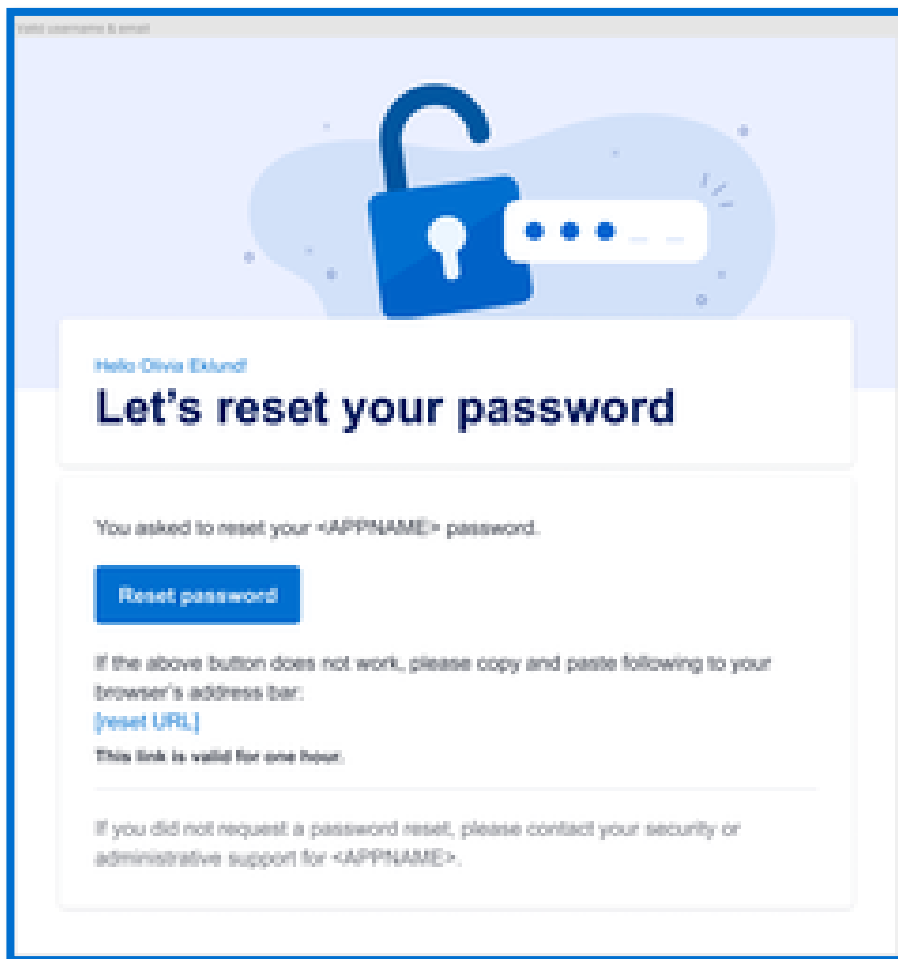 Valid username & email
Hello Olivia Eklund!
Let's reset your password
You asked to reset your <APPNAME> password.
Reset password
If the above button does not work, please copy and paste following to your
browser's address bar:
[reset URL]
This link is valid for one hour.
If you did not request a password reset, please contact your security or
administrative support for <APPNAME>.